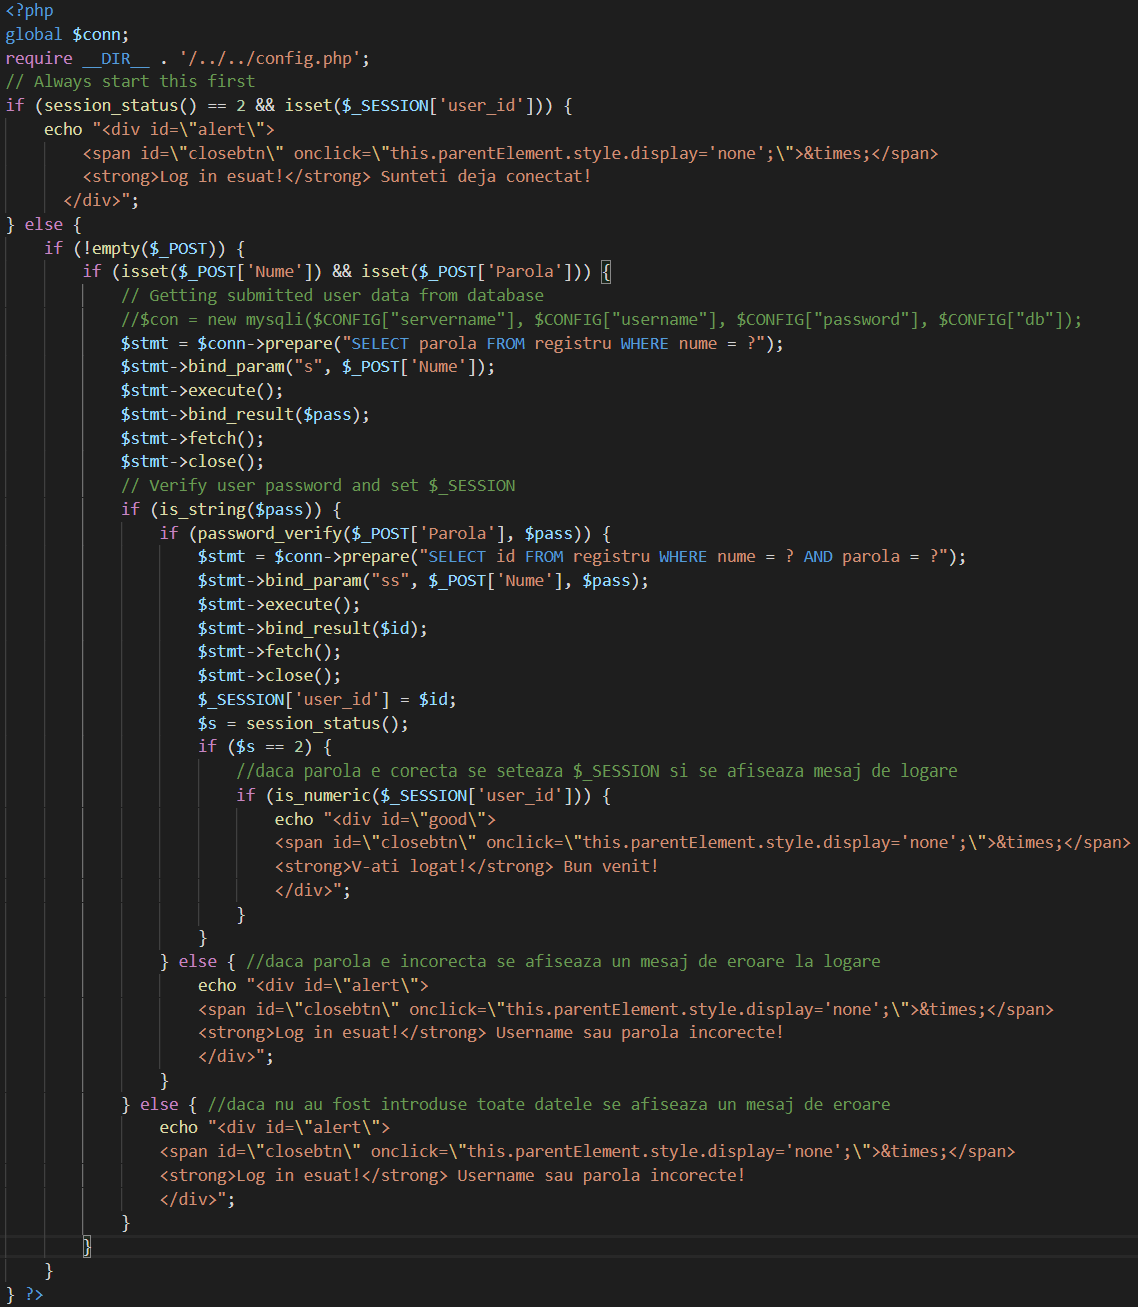 <?php
global $conn;
require __DIR__ . '/../../config.php';
// Always start this first
if (session_status() == 2 && isset($_SESSION['user_id'])) {
    echo "<div id=\"alert\">
        <span id=\"closebtn\" onclick=\"this.parentElement.style.display='none';\">&times;</span>
        <strong>Log in esuat!</strong> Sunteti deja conectat!
      </div>";
} else {
    if (!empty($_POST)) {
        if (isset($_POST['Nume']) && isset($_POST['Parola'])) {
            // Getting submitted user data from database
            //$con = new mysqli($CONFIG["servername"], $CONFIG["username"], $CONFIG["password"], $CONFIG["db"]);
            $stmt = $conn->prepare("SELECT parola FROM registru WHERE nume = ?");
            $stmt->bind_param("s", $_POST['Nume']);
            $stmt->execute();
            $stmt->bind_result($pass);
            $stmt->fetch();
            $stmt->close();
            // Verify user password and set $_SESSION
            if (is_string($pass)) {
                if (password_verify($_POST['Parola'], $pass)) {
                    $stmt = $conn->prepare("SELECT id FROM registru WHERE nume = ? AND parola = ?");
                    $stmt->bind_param("ss", $_POST['Nume'], $pass);
                    $stmt->execute();
                    $stmt->bind_result($id);
                    $stmt->fetch();
                    $stmt->close();
                    $_SESSION['user_id'] = $id;
                    $s = session_status();
                    if ($s == 2) {
                        //daca parola e corecta se seteaza $_SESSION si se afiseaza mesaj de logare
                        if (is_numeric($_SESSION['user_id'])) {
                            echo "<div id=\"good\">
                            <span id=\"closebtn\" onclick=\"this.parentElement.style.display='none';\">&times;</span>
                            <strong>V-ati logat!</strong> Bun venit!
                            </div>";
                        }
                    }
                } else { //daca parola e incorecta se afiseaza un mesaj de eroare la logare
                    echo "<div id=\"alert\">
                    <span id=\"closebtn\" onclick=\"this.parentElement.style.display='none';\">&times;</span>
                    <strong>Log in esuat!</strong> Username sau parola incorecte!
                    </div>";
                }
            } else { //daca nu au fost introduse toate datele se afiseaza un mesaj de eroare
                echo "<div id=\"alert\">
                <span id=\"closebtn\" onclick=\"this.parentElement.style.display='none';\">&times;</span>
                <strong>Log in esuat!</strong> Username sau parola incorecte!
                </div>";
            }
        }
    }
} ?>